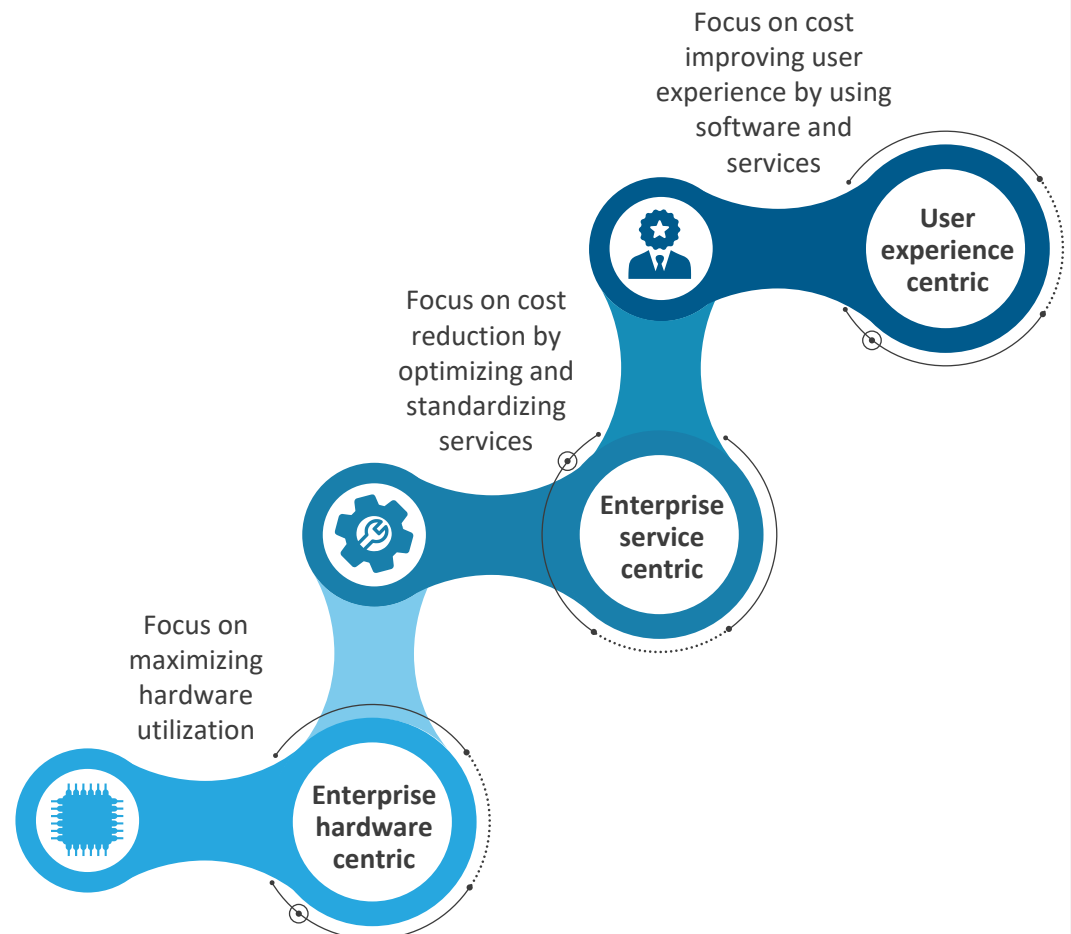 Focus on cost
improving user
experience by using
software and
services
User
experience
centric
Focus on cost
reduction by
optimizing and
standardizing
services
Enterprise
service
centric
Focus on
maximizing
hardware
utilization
Enterprise
hardware
centric